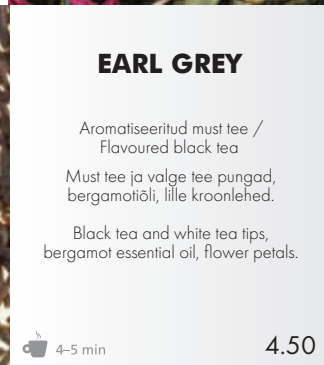 EARL GREY
Aromatiseeritud must tee /
Flavoured black tea
Must tee ja valge tee pungad,
bergamotiõli, lille kroonlehed.
Black tea and white tea tips,
bergamot essential oil, flower petals.
4–5 min
4.50